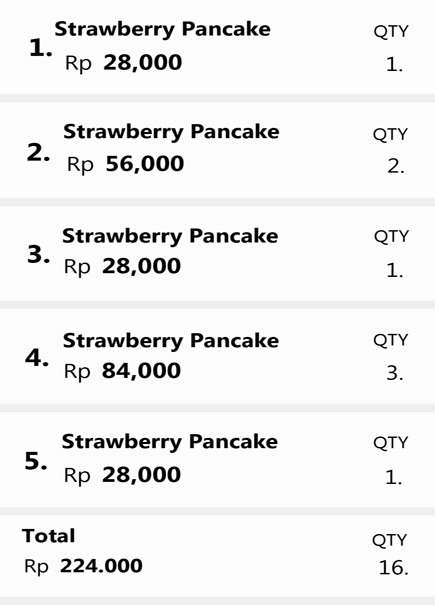 1. Strawberry Pancake QTY
Rp 28,000 1.
2. Strawberry Pancake QTY
Rp 56,000 2.
3. Strawberry Pancake QTY
Rp 28,000 1.
4. Strawberry Pancake QTY
Rp 84,000 3.
5. Strawberry Pancake QTY
Rp 28,000 1.
Total QTY
Rp 224.000 16.